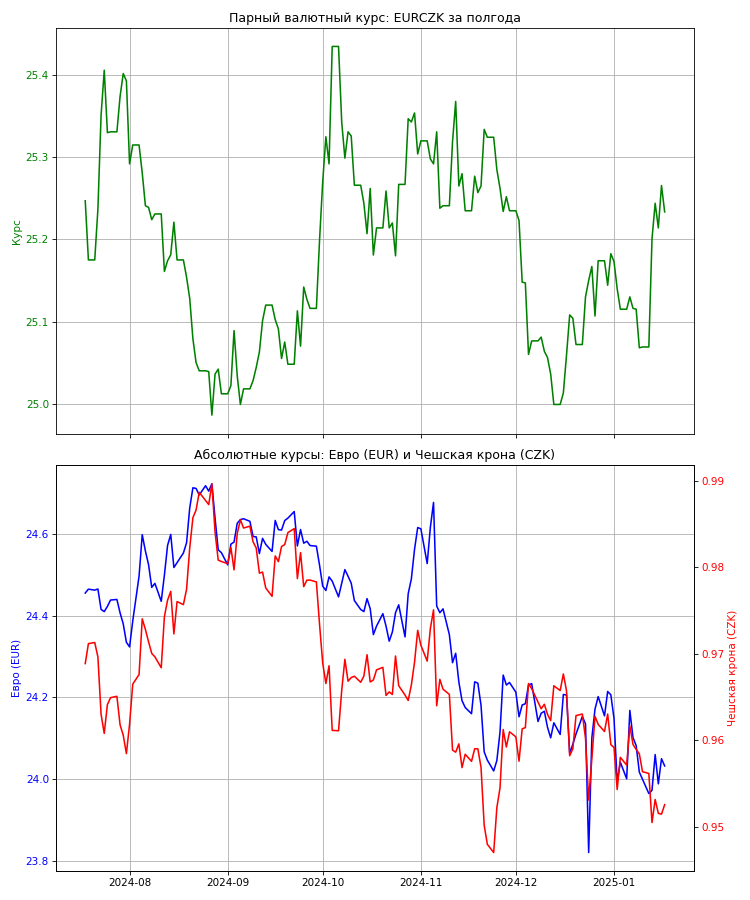 Парный валютный курс: EURCZK за полгода
Курс
25.4
25.3
25.2
25.1
25.0
Абсолютные курсы: Евро (EUR) и Чешская крона (CZK)
Евро (EUR)
24.6
24.4
24.2
24.0
23.8
0.99
0.98
0.97
0.96
0.95
Чешская крона (CZK)
2024-08 2024-09 2024-10 2024-11 2024-12 2025-01